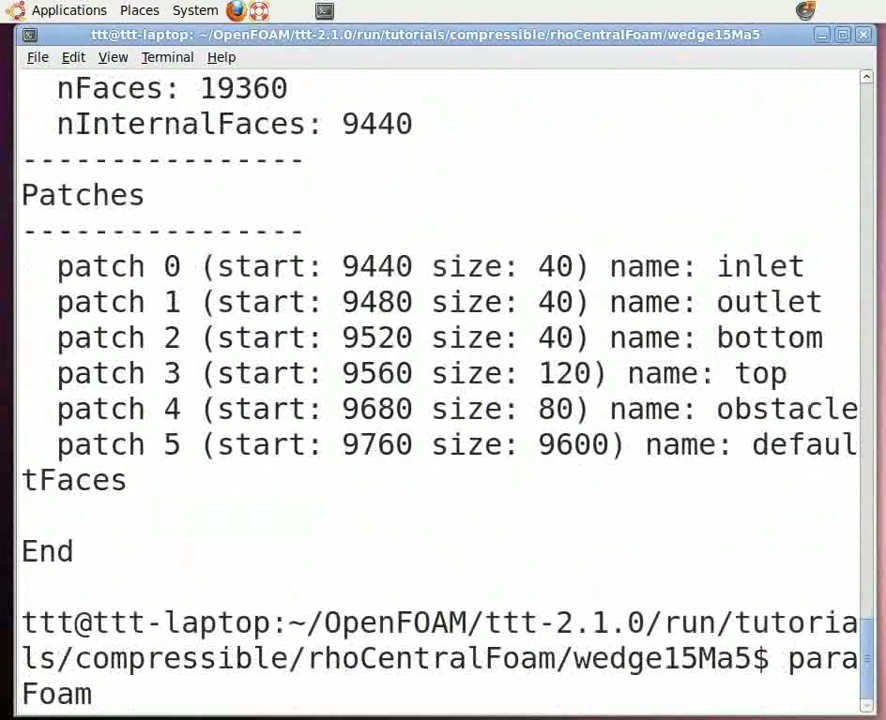 Applications Places System
ttt@ttt-laptop: ~/OpenFOAM/ttt-2.1.0/run/tutorials/compressible/rhoCentralFoam/wedge15Ma5
File Edit View Terminal Help
nFaces: 19360
nInternalFaces: 9440
----------------
Patches
----------------
patch 0 (start: 9440 size: 40) name: inlet
patch 1 (start: 9480 size: 40) name: outlet
patch 2 (start: 9520 size: 40) name: bottom
patch 3 (start: 9560 size: 120) name: top
patch 4 (start: 9680 size: 80) name: obstacle
patch 5 (start: 9760 size: 9600) name: defaul
tFaces
End
ttt@ttt-laptop:~/OpenFOAM/ttt-2.1.0/run/tutoria
ls/compressible/rhoCentralFoam/wedge15Ma5$ para
Foam